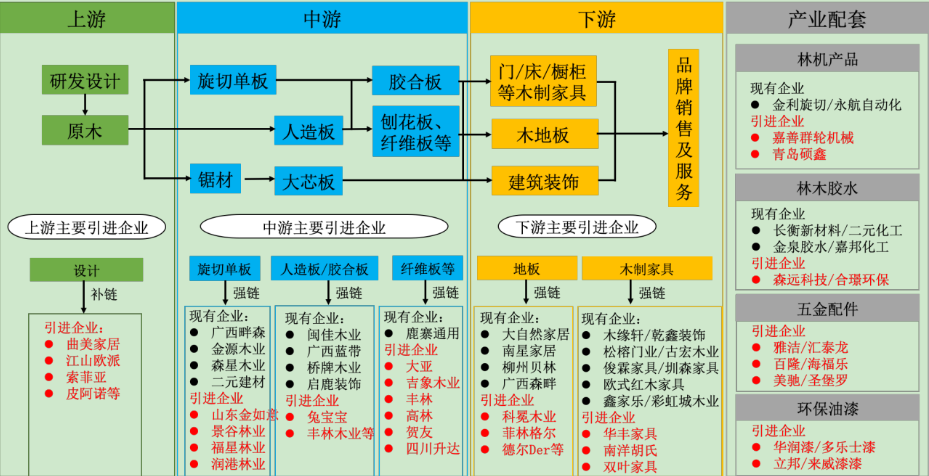 上游
中游
下游
产业配套
研发设计
原木
旋切单板
人造板
锯材
大芯板
胶合板
刨花板、
纤维板等
门/床/橱柜
等木制家具
木地板
建筑装饰
品牌销售及服务
上游主要引进企业
中游主要引进企业
下游主要引进企业
设计
补链
引进企业：
曲美家居
江山欧派
索菲亚
皮阿诺等
旋切单板
强链
现有企业：
广西畔森
金源木业
森星木业
二元建材
引进企业
山东金如意
景谷林业
福星林业
润港林业
人造板/胶合板
强链
现有企业：
闽佳木业
广西蓝带
桥牌木业
启鹿装饰
引进企业
兔宝宝
丰林木业等
纤维板等
强链
现有企业：
鹿寨通用
引进企业
大亚
吉象木业
丰林
高林
贺友
四川升达
地板
强链
现有企业：
大自然家居
南星家居
柳州贝林
广西森畔
引进企业
科冕木业
菲林格尔
德尔Der等
木制家具
强链
现有企业：
木缘轩/乾鑫装饰
松榕门业/古宏木业
俊霖家具/圳森家具
欧式红木家具
鑫家乐/彩虹城木业
引进企业
华丰家具
南洋胡氏
双叶家具
林机产品
现有企业
金利旋切/永航自动化
引进企业
嘉善群轮机械
青岛硕鑫
林木胶水
现有企业
长衡新材料/二元化工
金泉胶水/嘉邦化工
引进企业
森远科技/合璟环保
五金配件
引进企业
雅洁/汇泰龙
百隆/海福乐
美驰/圣堡罗
环保油漆
引进企业
华润漆/多乐士漆
立邦/来威漆漆